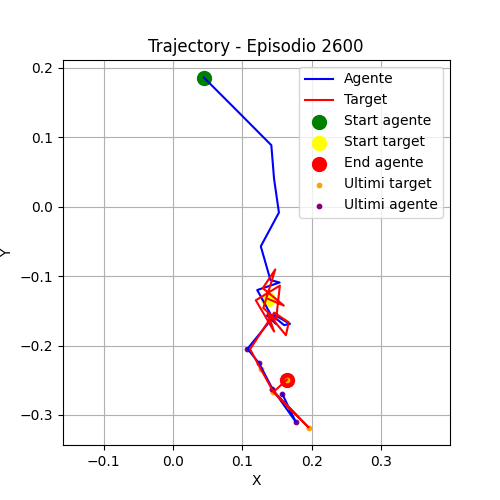 Trajectory - Episodio 2600
Agente
Target
Start agente
Start target
End agente
Ultimi target
Ultimi agente
0.2
0.1
0.0
−0.1
−0.2
−0.3
Y
−0.1
0.0
0.1
0.2
0.3
X